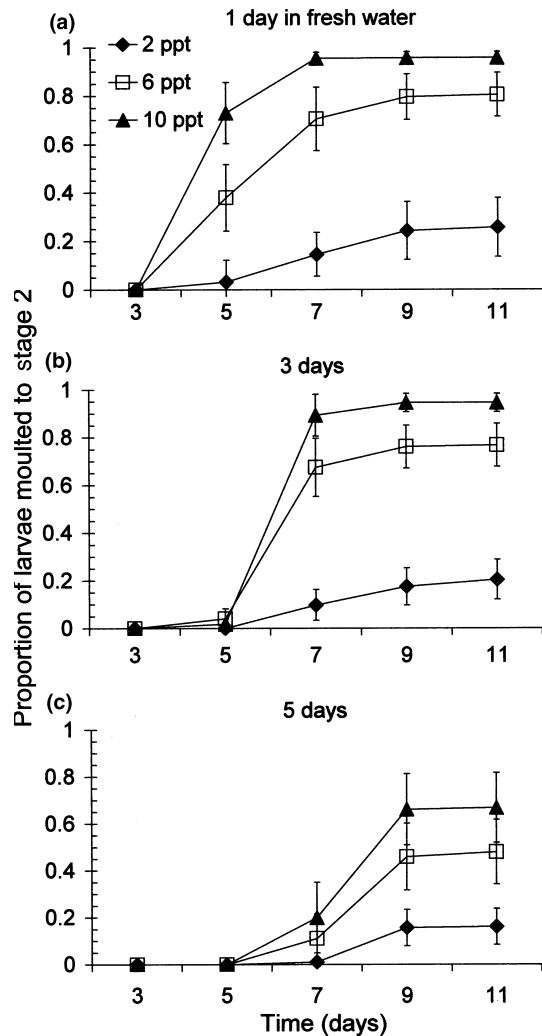 (a) 1 day in fresh water
2 ppt
6 ppt
10 ppt
1
0.8
0.6
0.4
0.2
0
3 5 7 9 11
(b) 3 days
1
0.8
0.6
0.4
0.2
0
3 5 7 9 11
(c) 5 days
1
0.8
0.6
0.4
0.2
0
3 5 7 9 11
Time (days)
Proportion of larvae moulted to stage 2